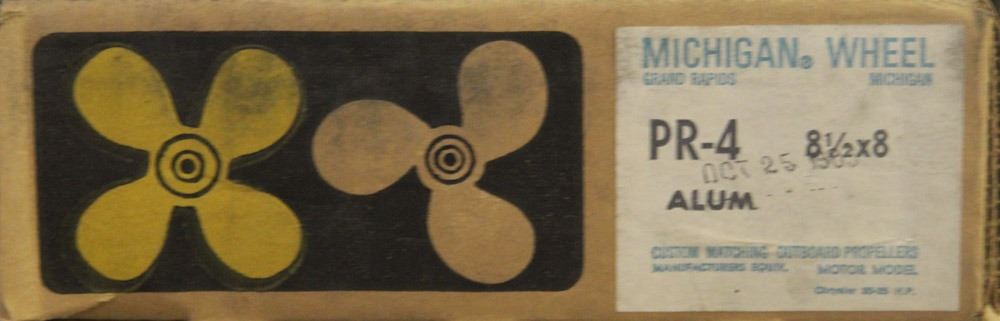 MICHIGAN® WHEEL
GRAND RAPIDS MICHIGAN
PR-4 8½x8
OCT 25
ALUM
CUSTOM MATCHING OUTBOARD PROPELLERS
MANUFACTURERS EQUIV. MOTOR MODEL
Chrysler H.P.